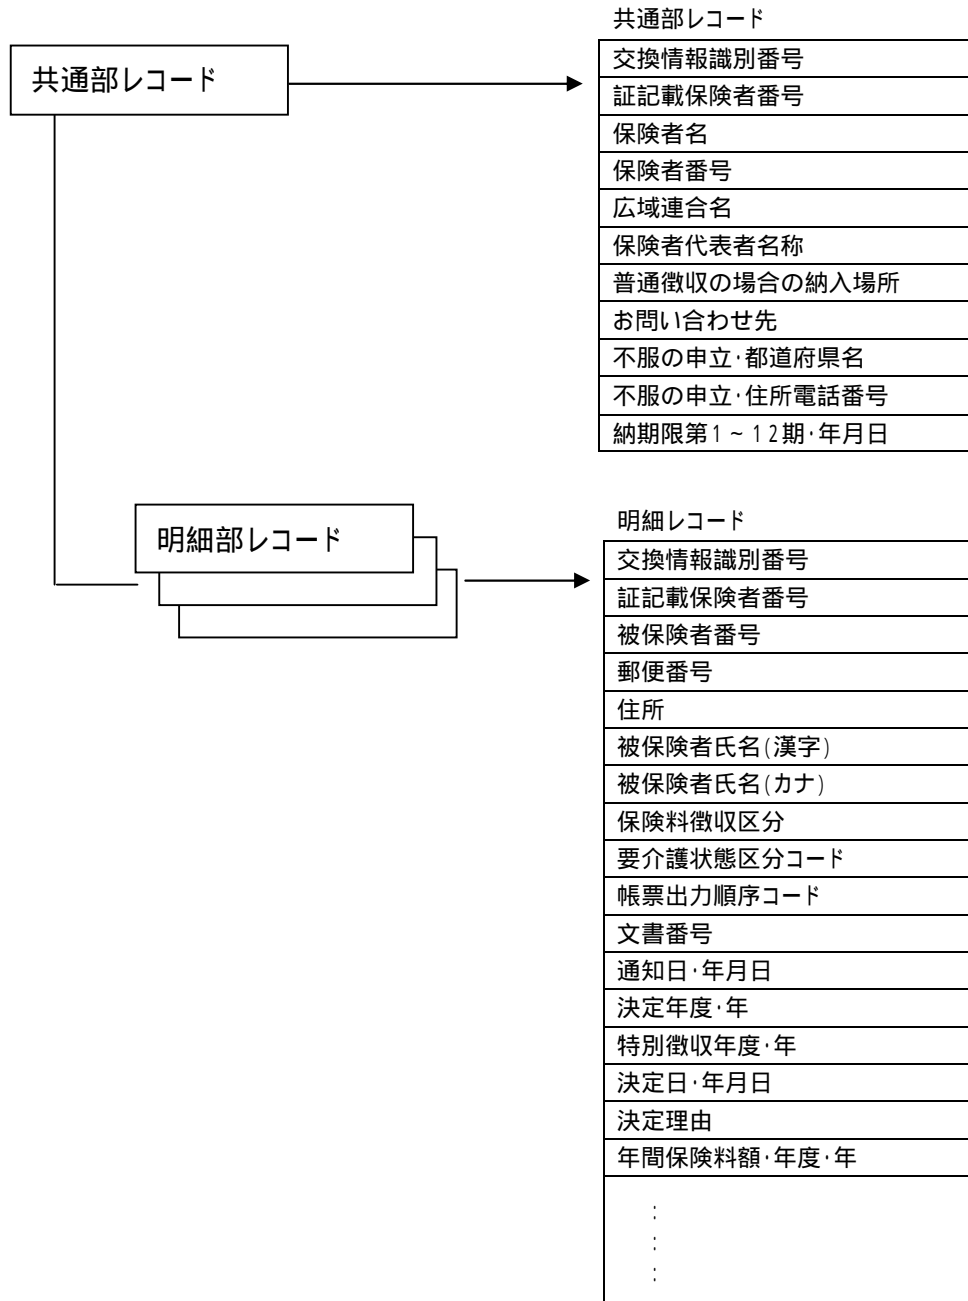 共通部レコード
共通部レコード
交換情報識別番号
証記載保険者番号
保険者名
保険者番号
広域連合名
保険者代表者名称
普通徴収の場合の納入場所
お問い合わせ先
不服の申立・都道府県名
不服の申立・住所電話番号
納期限第1~12期・年月日
明細部レコード
明細レコード
交換情報識別番号
証記載保険者番号
被保険者番号
郵便番号
住所
被保険者氏名(漢字)
被保険者氏名(カナ)
保険料徴収区分
要介護状態区分コード
帳票出力順序コード
文書番号
通知日・年月日
決定年度・年
特別徴収年度・年
決定日・年月日
決定理由
年間保険料額・年度・年
:
:
: